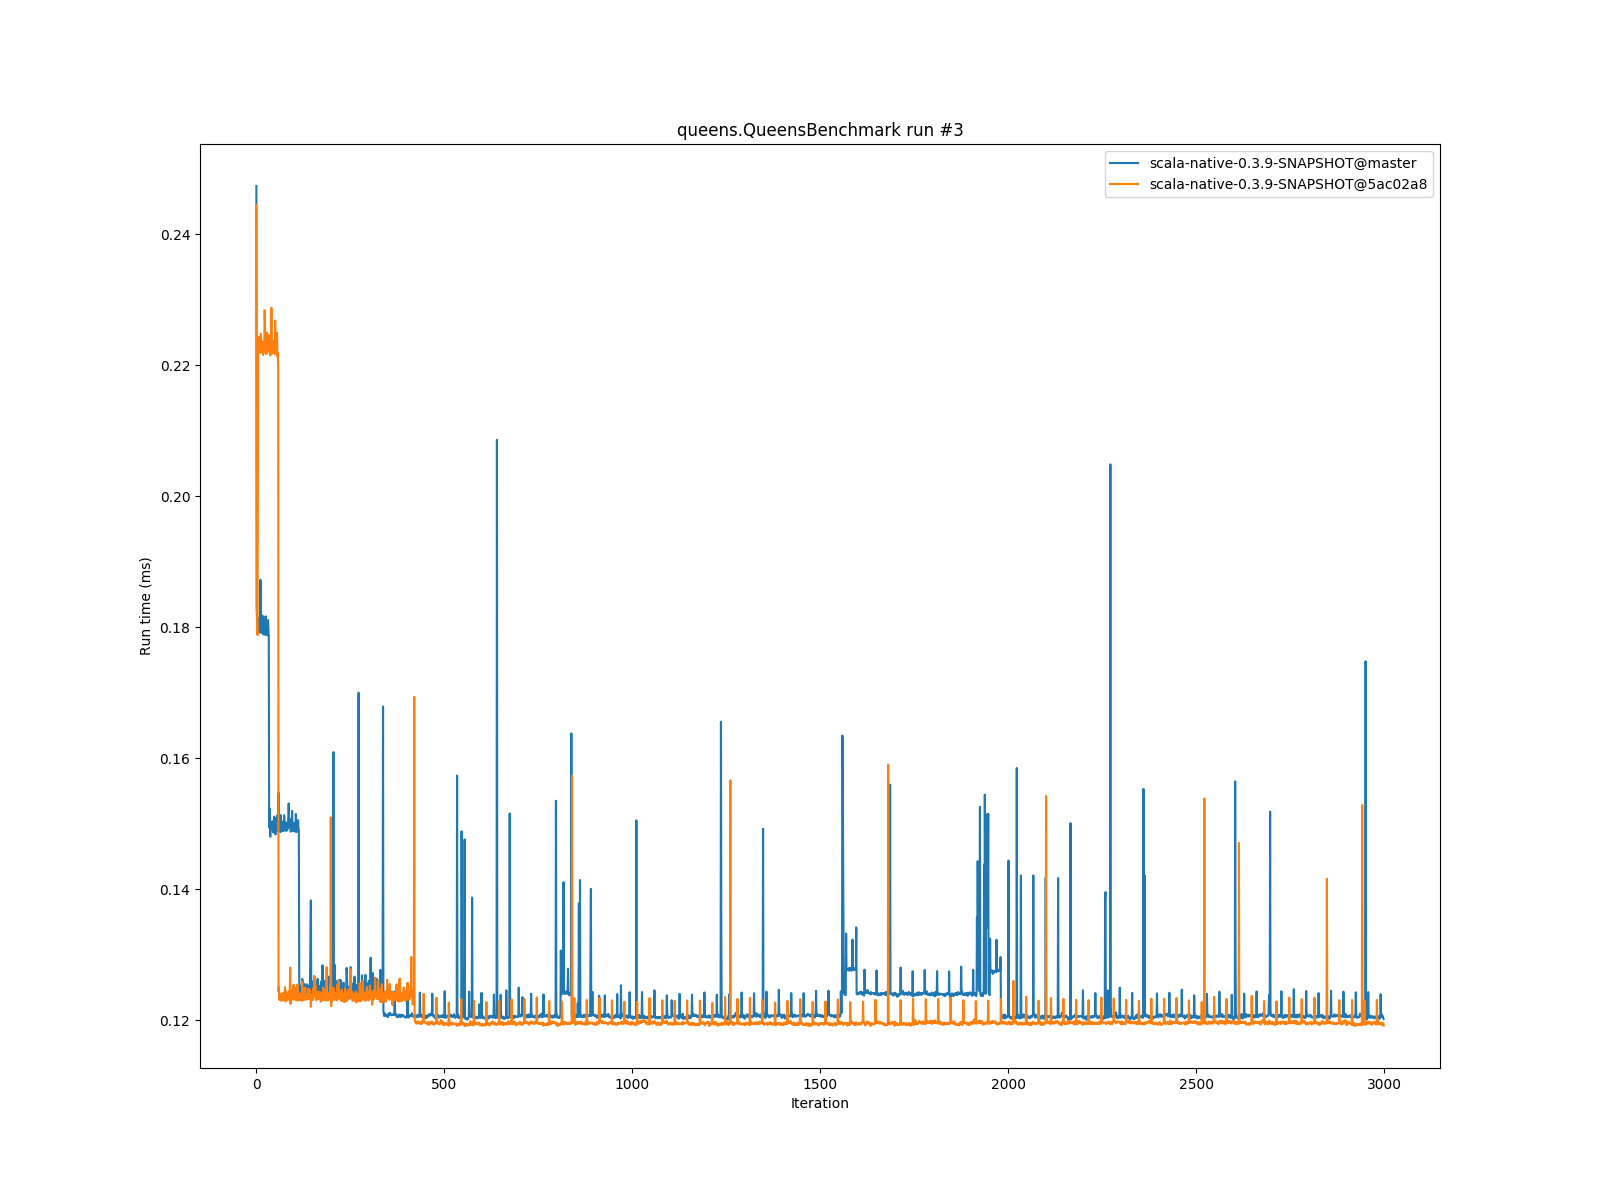 queens.QueensBenchmark run #3
scala-native-0.3.9-SNAPSHOT@master
scala-native-0.3.9-SNAPSHOT@5ac02a8
0.24
0.22
0.20
0.18
0.16
0.14
0.12
Run time (ms)
0 500 1000 1500 2000 2500 3000
Iteration